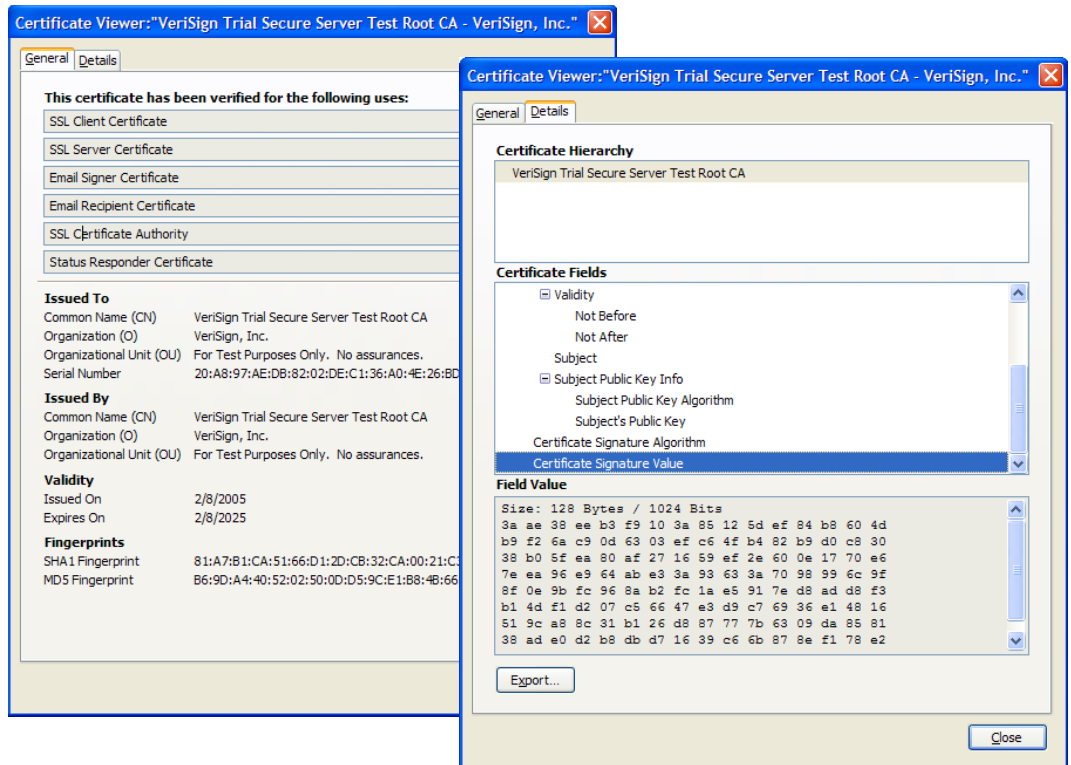 Certificate Viewer:"VeriSign Trial Secure Server Test Root CA - VeriSign, Inc."
General Details
This certificate has been verified for the following uses:
SSL Client Certificate
SSL Server Certificate
Email Signer Certificate
Email Recipient Certificate
SSL Certificate Authority
Status Responder Certificate
Issued To
Common Name (CN) VeriSign Trial Secure Server Test Root CA
Organization (O) VeriSign, Inc.
Organizational Unit (OU) For Test Purposes Only. No assurances.
Serial Number 20:A8:97:AE:DB:82:02:DE:C1:36:A0:4E:26:BD
Issued By
Common Name (CN) VeriSign Trial Secure Server Test Root CA
Organization (O) VeriSign, Inc.
Organizational Unit (OU) For Test Purposes Only. No assurances.
Validity
Issued On 2/8/2005
Expires On 2/8/2025
Fingerprints
SHA1 Fingerprint 81:A7:B1:CA:51:66:D1:2D:CB:32:CA:00:21:C
MD5 Fingerprint B6:9D:A4:40:52:02:50:0D:D5:9C:E1:B8:4B:66
Certificate Viewer:"VeriSign Trial Secure Server Test Root CA - VeriSign, Inc."
General Details
Certificate Hierarchy
VeriSign Trial Secure Server Test Root CA
Certificate Fields
Validity
Not Before
Not After
Subject
Subject Public Key Info
Subject Public Key Algorithm
Subject's Public Key
Certificate Signature Algorithm
Certificate Signature Value
Field Value
Size: 128 Bytes / 1024 Bits
3a ae 38 ee b3 f9 10 3a 85 12 5d ef 84 b8 60 4d
b9 f2 6a c9 0d 63 03 ef c6 4f b4 82 b9 d0 c8 30
38 b0 5f ea 80 af 27 16 59 ef 2e 60 0e 17 70 e6
7e ea 96 e9 64 ab e3 3a 93 63 3a 70 98 99 6c 9f
8f 0e 9b fc 96 8a b2 fc 1a e5 91 7e d8 ad d8 f3
b1 4d f1 d2 07 c5 66 47 e3 d9 c7 69 36 e1 48 16
51 9c a8 8c 31 b1 26 d8 87 77 7b 63 09 da 85 81
38 ad e0 d2 b8 db d7 16 39 c6 6b 87 8e f1 78 e2
Export...
Close